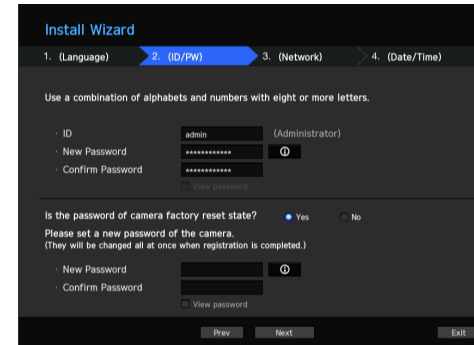 Install Wizard
1. (Language) 2. (ID/PW) 3. (Network) 4. (Date/Time)
Use a combination of alphabets and numbers with eight or more letters.
· ID admin (Administrator)
· New Password ************
· Confirm Password ************
View password
Is the password of camera factory reset state? Yes No
Please set a new password of the camera.
(They will be changed all at once when registration is completed.)
· New Password
· Confirm Password
View password
Prev Next Exit